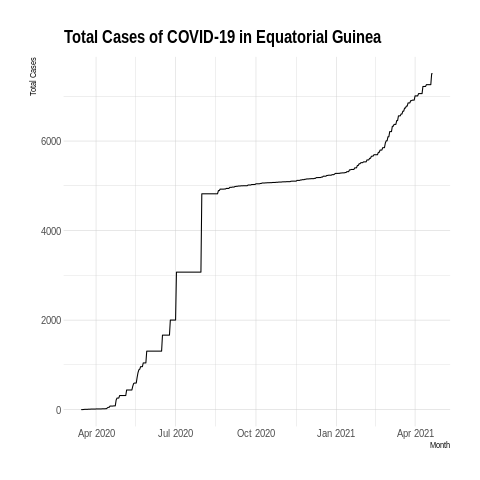 Total Cases of COVID-19 in Equatorial Guinea
Total Cases
6000
4000
2000
0
Apr 2020 Jul 2020 Oct 2020 Jan 2021 Apr 2021
Month